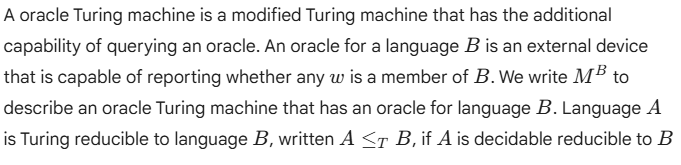 A oracle Turing machine is a modified Turing machine that has the additional
capability of querying an oracle. An oracle for a language B is an external device
that is capable of reporting whether any w is a member of B. We write M^B to
describe an oracle Turing machine that has an oracle for language B. Language A
is Turing reducible to language B, written A ≤_T B, if A is decidable reducible to B